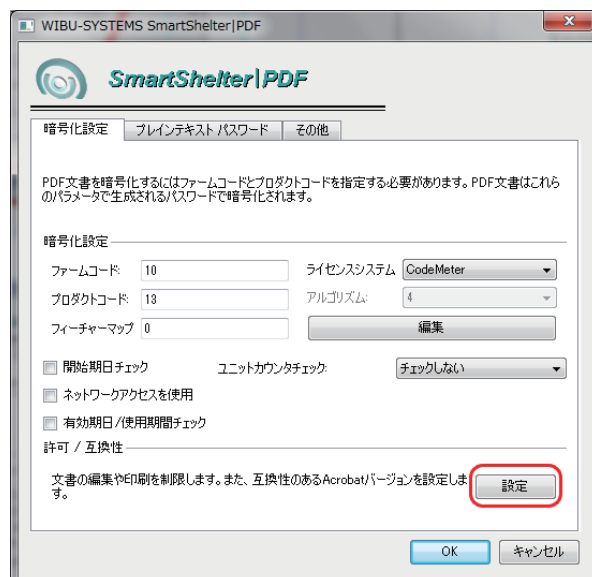 WIBU-SYSTEMS SmartShelter|PDF
SmartShelter|PDF
暗号化設定 プレインテキスト パスワード その他
PDF文書を暗号化するにはファームコードとプロダクトコードを指定する必要があります。PDF文書はこれら
のパラメータで生成されるパスワードで暗号化されます。
暗号化設定
ファームコード: 10 ライセンスシステム CodeMeter
プロダクトコード: 13 アルゴリズム: 4
フィーチャーマップ 0 編集
開始期日チェック ユニットカウンタチェック: チェックしない
ネットワークアクセスを使用
有効期日/使用期間チェック
許可 / 互換性
文書の編集や印刷を制限します。また、互換性のあるAcrobatバージョンを設定しま
す。
設定
OK キャンセル